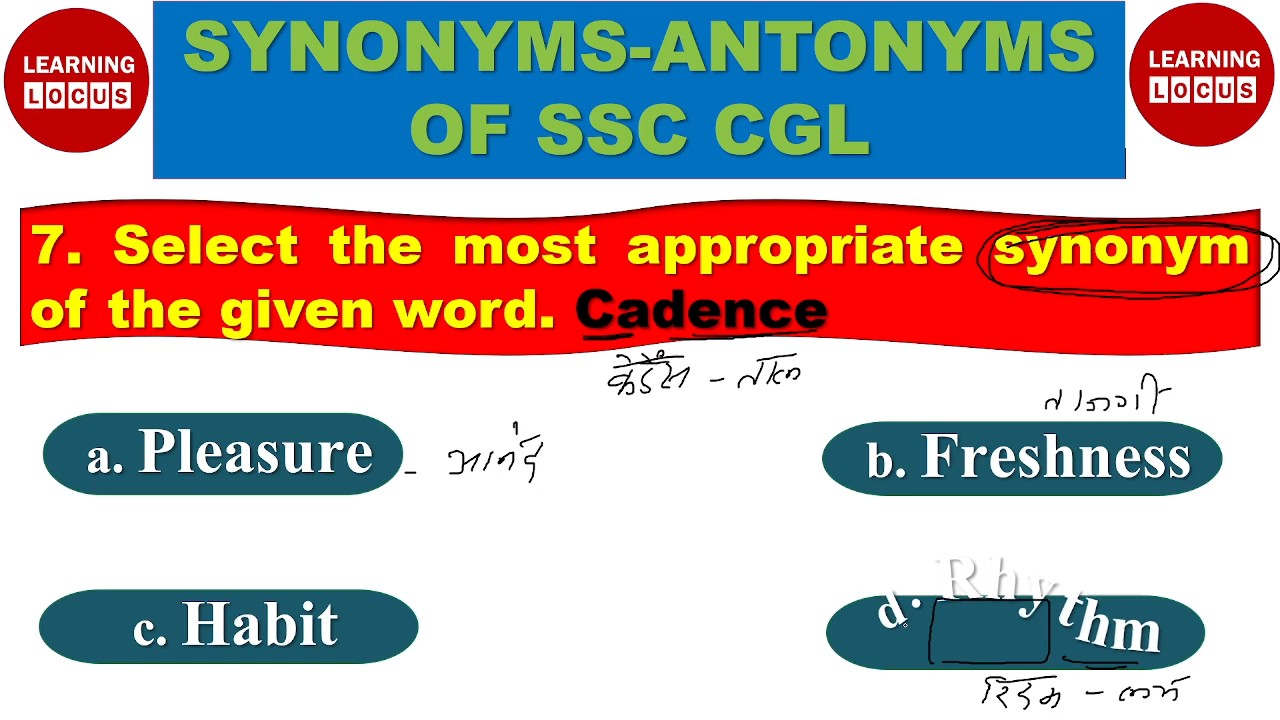 LEARNING
LOCUS
SYNONYMS-ANTONYMS
OF SSC CGL
LEARNING
LOCUS
7. Select the most appropriate synonym
of the given word. Cadence
a. Pleasure - आनंद
b. Freshness
ताजगी
c. Habit
d. Rhythm
रिदम - लय